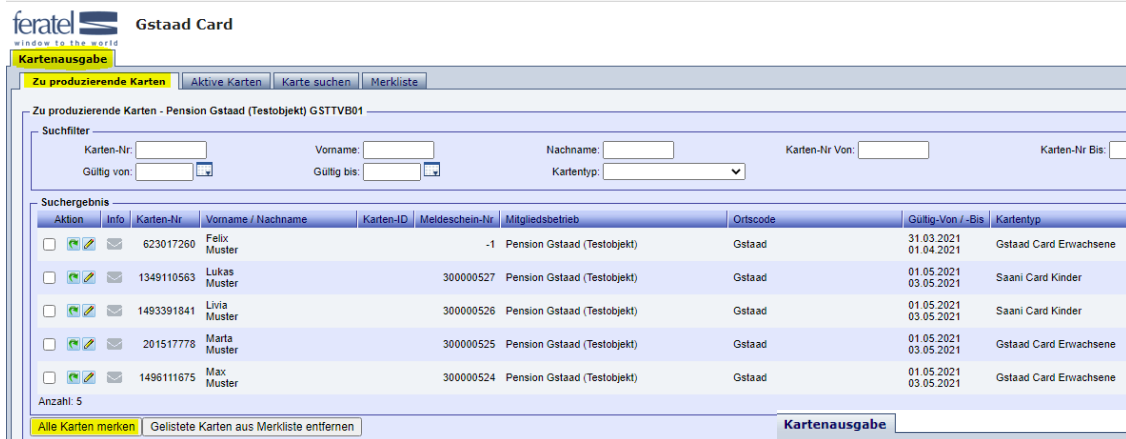 feratel
window to the world
Gstaad Card
Kartenausgabe
Zu produzierende Karten Aktive Karten Karte suchen Merkliste
Zu produzierende Karten - Pension Gstaad (Testobjekt) GSTTVB01
Suchfilter
Karten-Nr: Vorname: Nachname: Karten-Nr Von: Karten-Nr Bis:
Gültig von: Gültig bis: Kartentyp:
Suchergebnis
Aktion Info Karten-Nr Vorname / Nachname Karten-ID Meldeschein-Nr Mitgliedsbetrieb Ortscode Gültig-Von / -Bis Kartentyp
623017260 Felix Muster -1 Pension Gstaad (Testobjekt) Gstaad 31.03.2021 01.04.2021 Gstaad Card Erwachsene
1349110563 Lukas Muster 300000527 Pension Gstaad (Testobjekt) Gstaad 01.05.2021 03.05.2021 Saani Card Kinder
1493391841 Livia Muster 300000526 Pension Gstaad (Testobjekt) Gstaad 01.05.2021 03.05.2021 Saani Card Kinder
201517778 Marta Muster 300000525 Pension Gstaad (Testobjekt) Gstaad 01.05.2021 03.05.2021 Gstaad Card Erwachsene
1496111675 Max Muster 300000524 Pension Gstaad (Testobjekt) Gstaad 01.05.2021 03.05.2021 Gstaad Card Erwachsene
Anzahl: 5
Alle Karten merken Gelistete Karten aus Merkliste entfernen Kartenausgabe